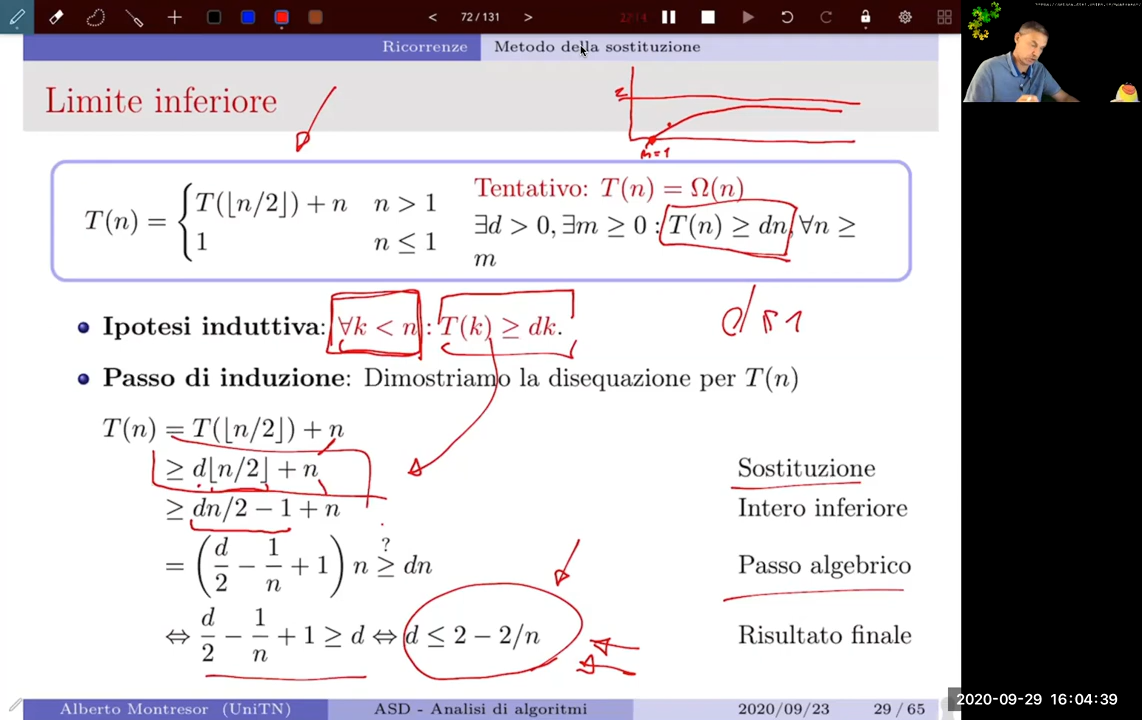 72 / 131
27:14
Ricorrenze Metodo della sostituzione
Limite inferiore
2
m=1
T(n) = { T(⌊n/2⌋) + n n > 1
1 n ≤ 1
Tentativo: T(n) = Ω(n)
∃d > 0, ∃m ≥ 0 : T(n) ≥ dn, ∀n ≥
m
Ipotesi induttiva: ∀k < n : T(k) ≥ dk.
Passo di induzione: Dimostriamo la disequazione per T(n)
T(n) = T(⌊n/2⌋) + n
≥ d⌊n/2⌋ + n Sostituzione
≥ dn/2 − 1 + n Intero inferiore
= (d/2 − 1/n + 1) n ≥? dn Passo algebrico
⇔ d/2 − 1/n + 1 ≥ d ⇔ d ≤ 2 − 2/n Risultato finale
Alberto Montresor (UniTN) ASD - Analisi di algoritmi 2020/09/23 29 / 65
2020-09-29 16:04:39